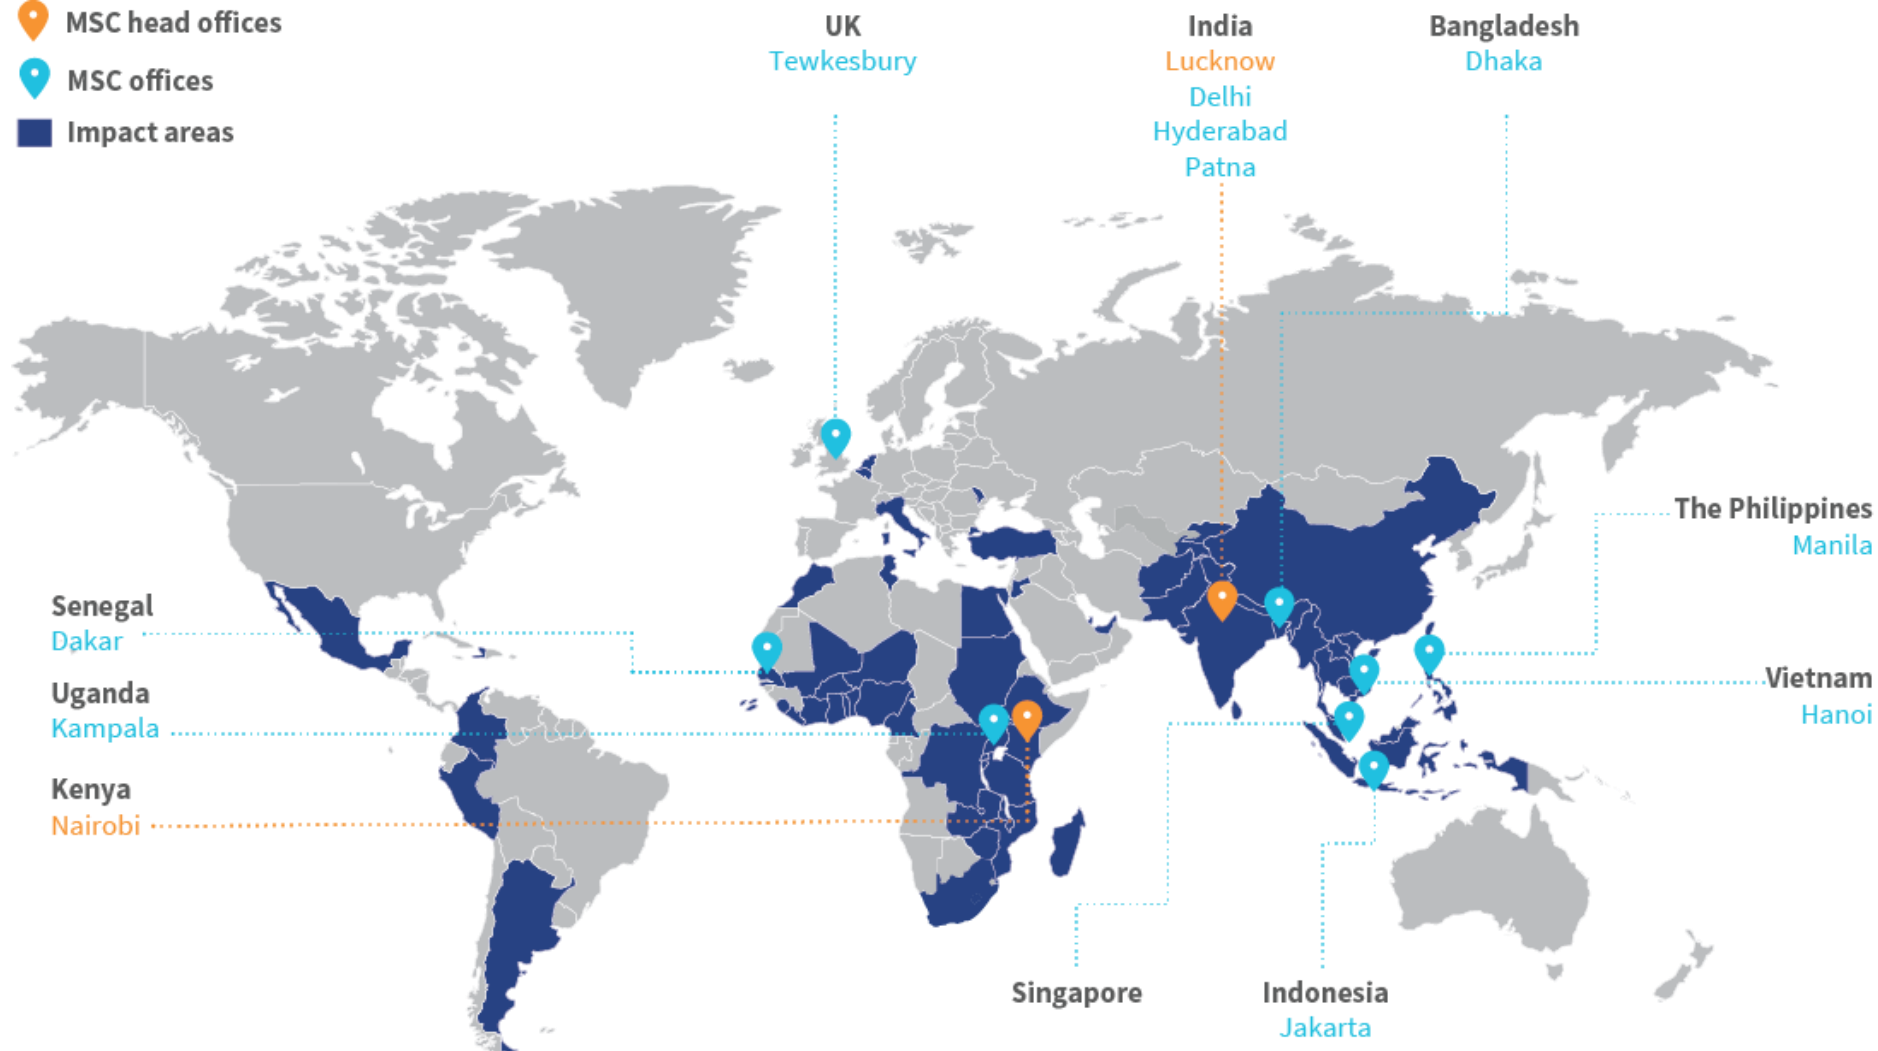 MSC head offices
MSC offices
Impact areas
UK
Tewkesbury
India
Lucknow
Delhi
Hyderabad
Patna
Bangladesh
Dhaka
The Philippines
Manila
Senegal
Dakar
Uganda
Kampala
Vietnam
Hanoi
Kenya
Nairobi
Singapore
Indonesia
Jakarta